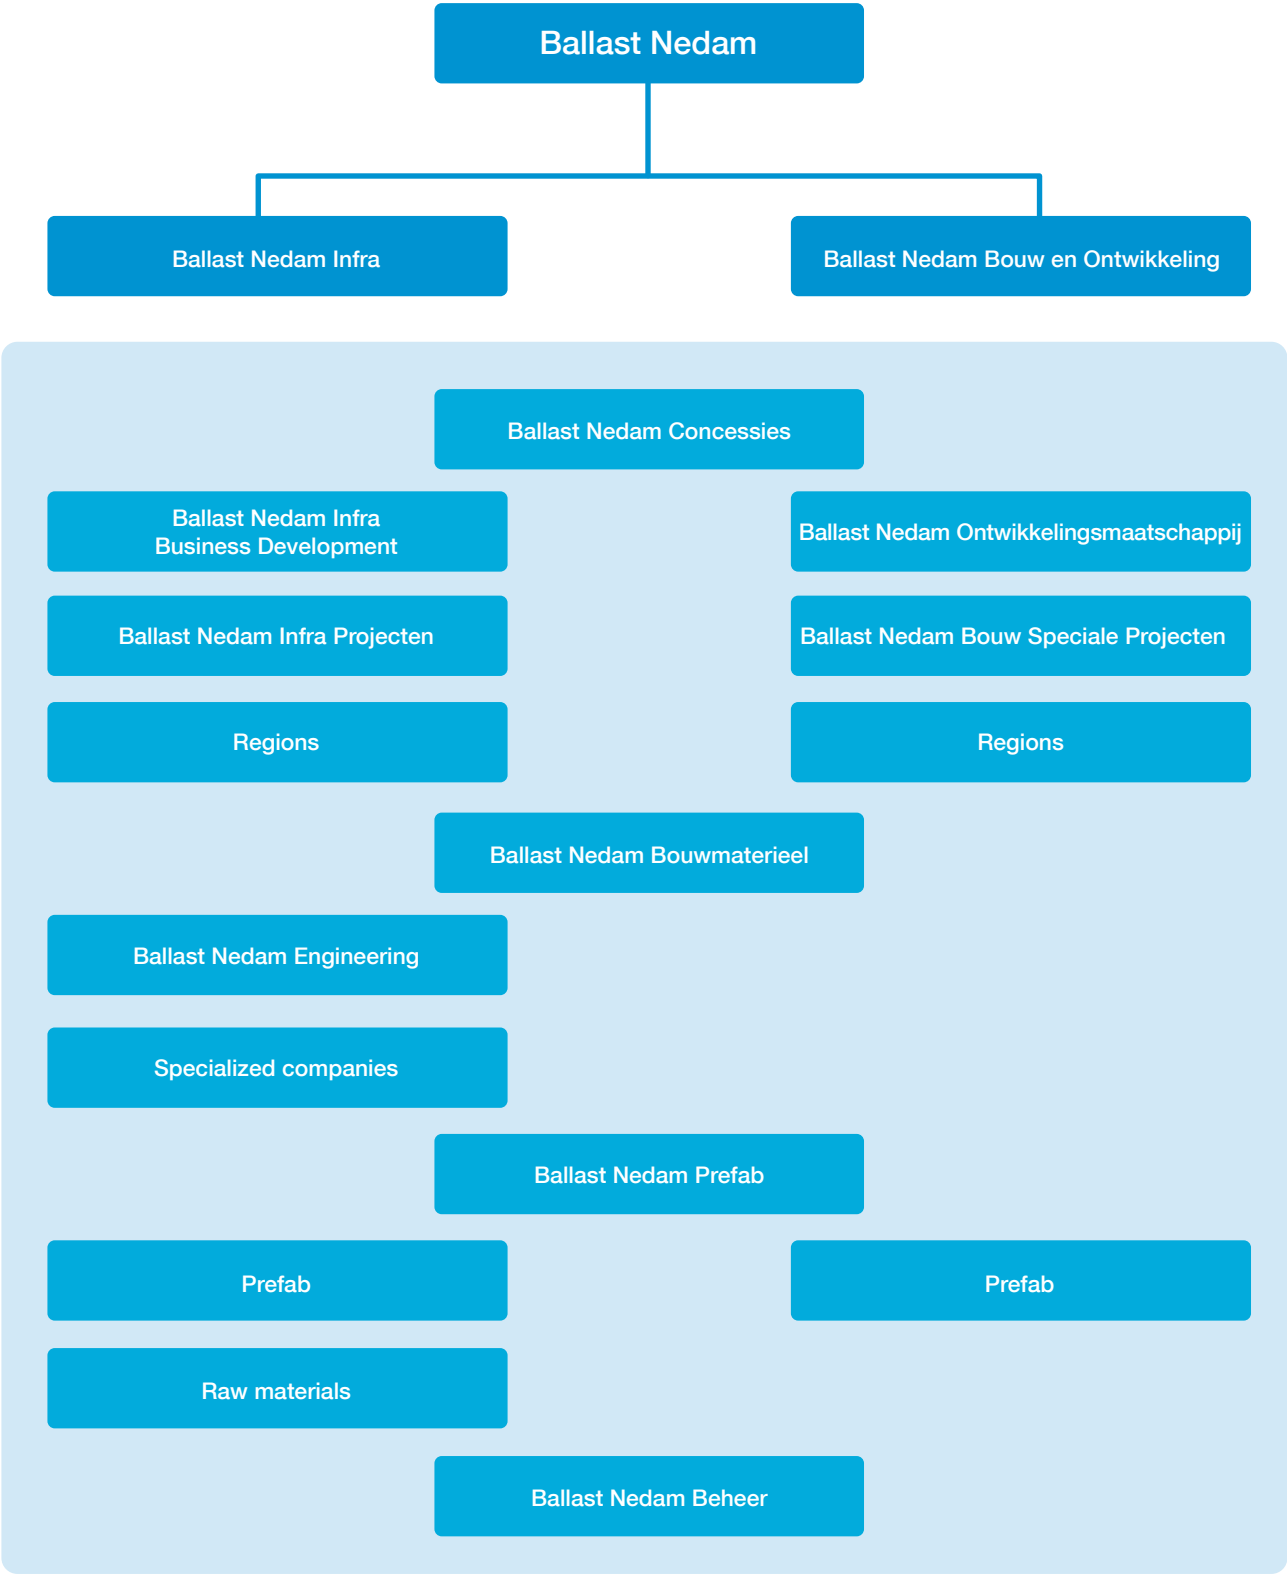 Ballast Nedam
Ballast Nedam Infra
Ballast Nedam Bouw en Ontwikkeling
Ballast Nedam Concessies
Ballast Nedam Infra
Business Development
Ballast Nedam Ontwikkelingsmaatschappij
Ballast Nedam Infra Projecten
Ballast Nedam Bouw Speciale Projecten
Regions
Regions
Ballast Nedam Bouwmaterieel
Ballast Nedam Engineering
Specialized companies
Ballast Nedam Prefab
Prefab
Prefab
Raw materials
Ballast Nedam Beheer